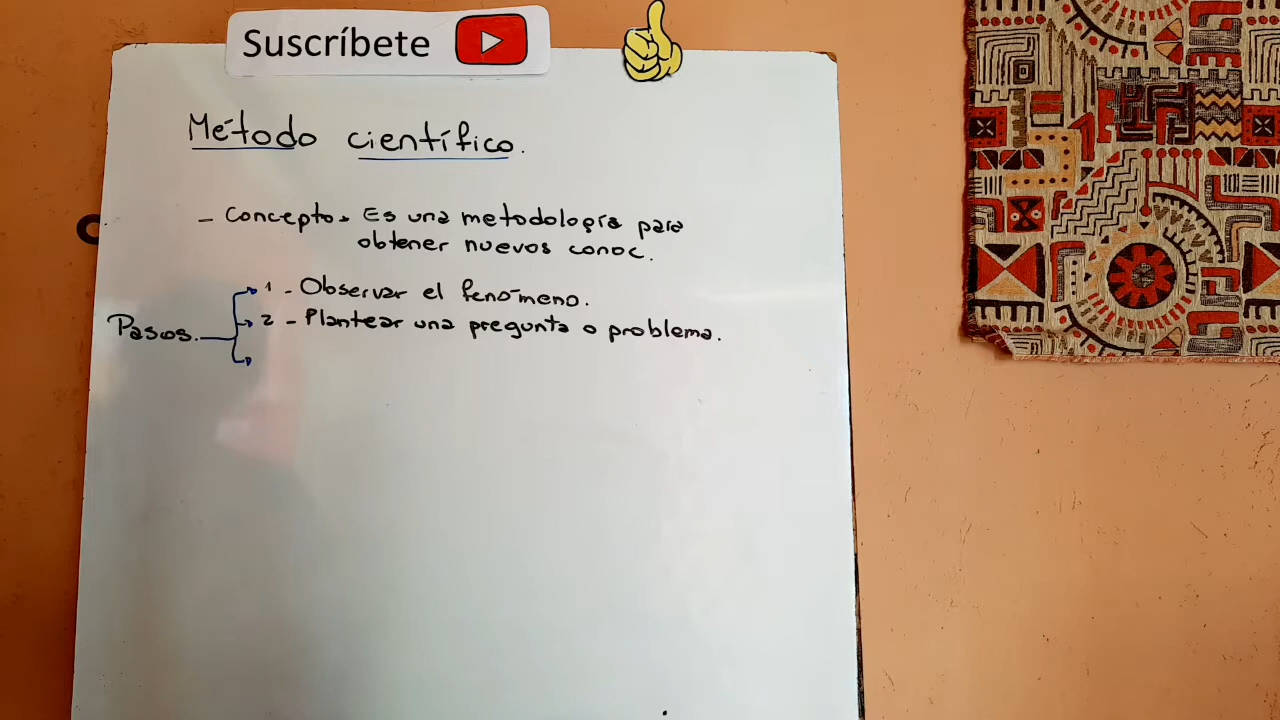 Suscríbete
Método científico.
- Concepto. Es una metodología para
obtener nuevos conoc.
1 - Observar el fenómeno.
Pasos.
2 - Plantear una pregunta o problema.